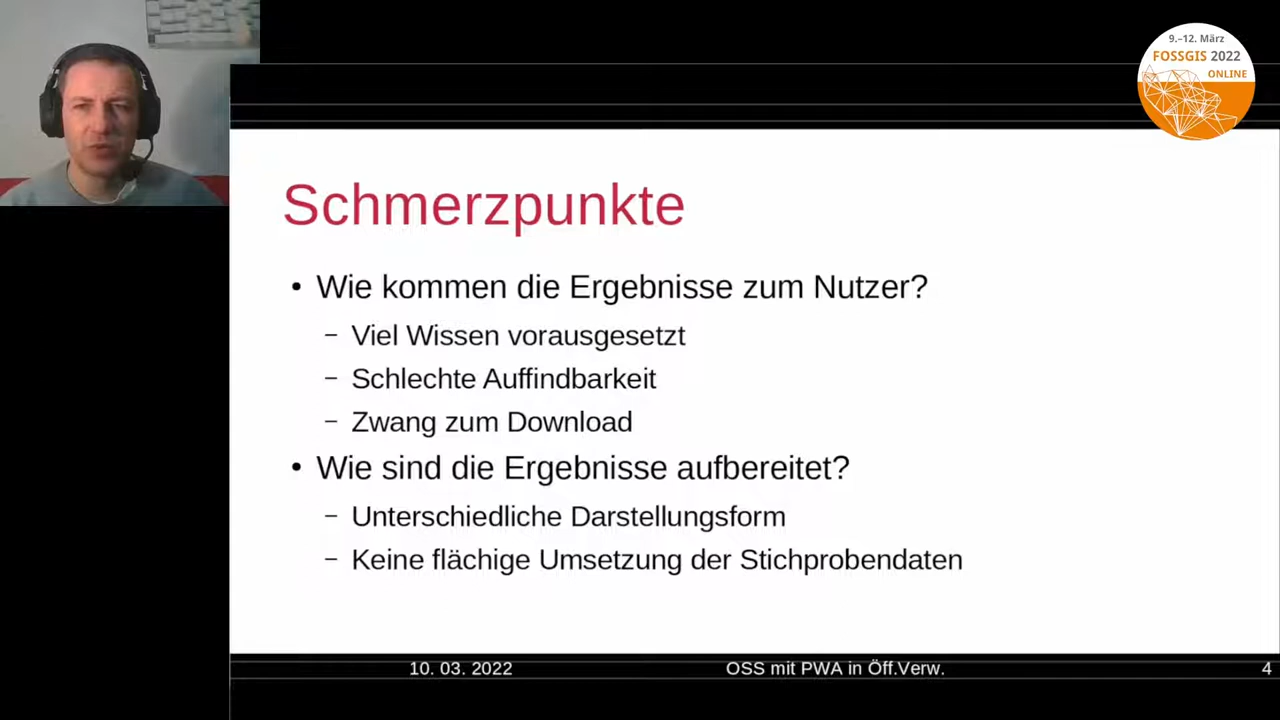 9.–12. März
FOSSGIS 2022
ONLINE
Schmerzpunkte
• Wie kommen die Ergebnisse zum Nutzer?
– Viel Wissen vorausgesetzt
– Schlechte Auffindbarkeit
– Zwang zum Download
• Wie sind die Ergebnisse aufbereitet?
– Unterschiedliche Darstellungsform
– Keine flächige Umsetzung der Stichprobendaten
10. 03. 2022
OSS mit PWA in Öff.Verw.
4